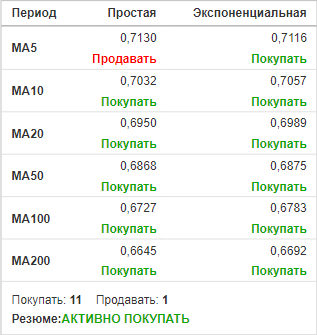 Период Простая Экспоненциальная
MA5 0,7130 0,7116
Продавать Покупать
MA10 0,7032 0,7057
Покупать Покупать
MA20 0,6950 0,6989
Покупать Покупать
MA50 0,6868 0,6875
Покупать Покупать
MA100 0,6727 0,6783
Покупать Покупать
MA200 0,6645 0,6692
Покупать Покупать
Покупать: 11 Продавать: 1
Резюме:АКТИВНО ПОКУПАТЬ